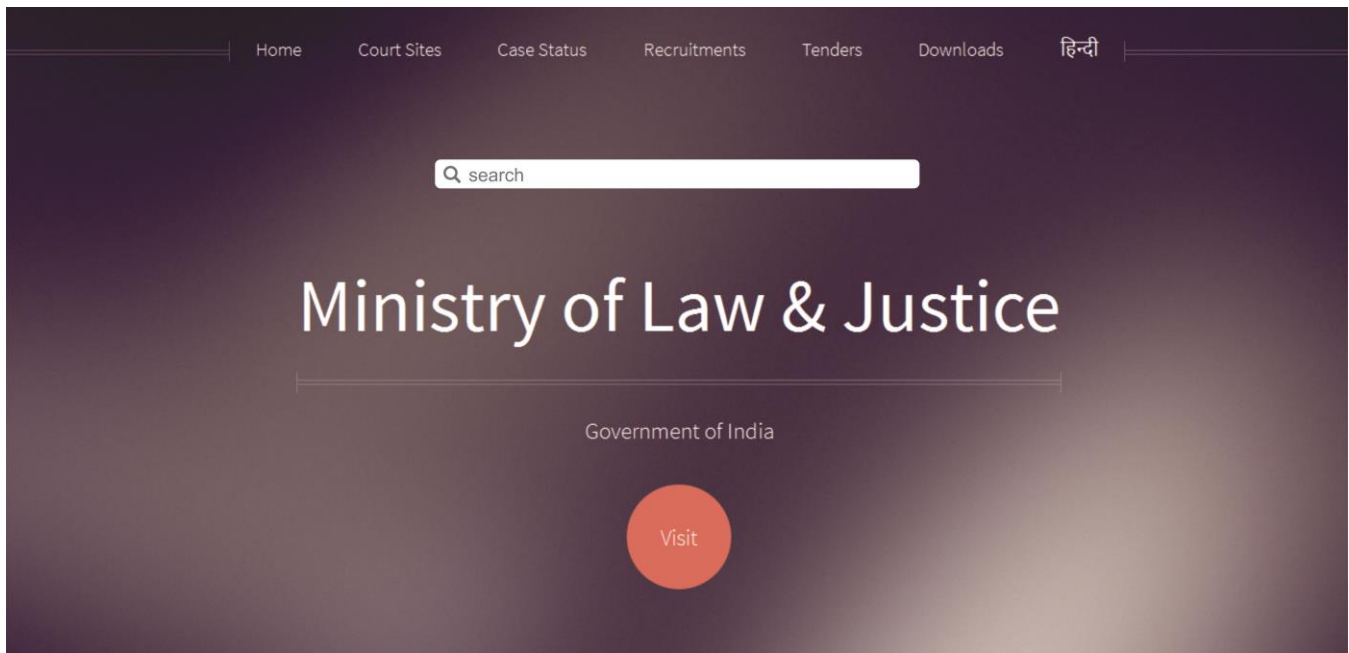 Home Court Sites Case Status Recruitments Tenders Downloads हिन्दी
search
Ministry of Law & Justice
Government of India
Visit